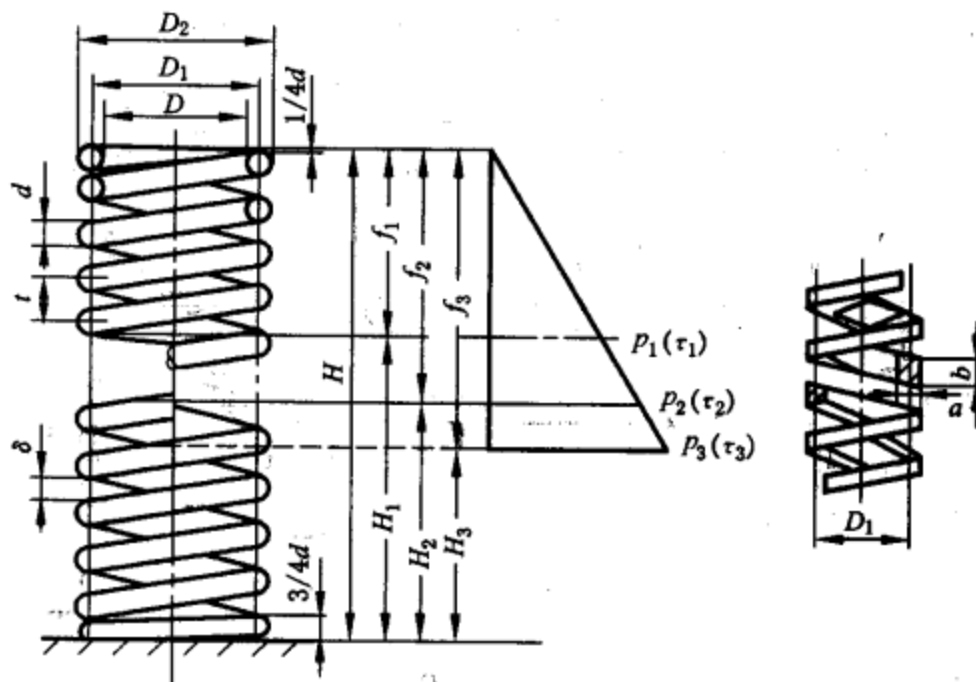 D₂
D₁
D
1/4d
d
t
f₁
f₂
f₃
H
p₁(τ₁)
p₂(τ₂)
p₃(τ₃)
δ
H₁
H₂
H₃
3/4d
b
a
D₁